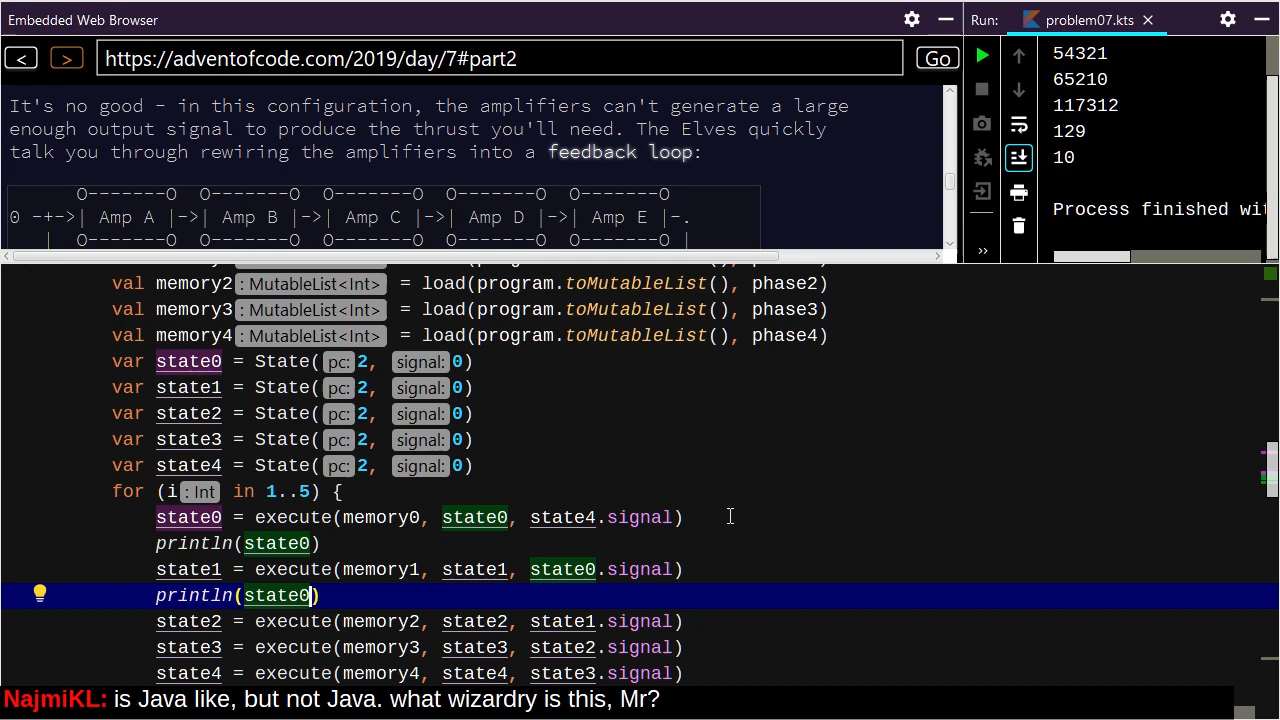 Embedded Web Browser
Run: problem07.kts
< > https://adventofcode.com/2019/day/7#part2 Go
It's no good - in this configuration, the amplifiers can't generate a large
enough output signal to produce the thrust you'll need. The Elves quickly
talk you through rewiring the amplifiers into a feedback loop:
O-------O  O-------O  O-------O  O-------O  O-------O
0 -+->| Amp A |->| Amp B |->| Amp C |->| Amp D |->| Amp E |-.
|  O-------O  O-------O  O-------O  O-------O  O-------O |
54321
65210
117312
129
10
Process finished wi
»
val memory2 : MutableList<Int> = load(program.toMutableList(), phase2)
val memory3 : MutableList<Int> = load(program.toMutableList(), phase3)
val memory4 : MutableList<Int> = load(program.toMutableList(), phase4)
var state0 = State( pc: 2, signal: 0)
var state1 = State( pc: 2, signal: 0)
var state2 = State( pc: 2, signal: 0)
var state3 = State( pc: 2, signal: 0)
var state4 = State( pc: 2, signal: 0)
for (i : Int in 1..5) {
state0 = execute(memory0, state0, state4.signal)
println(state0)
state1 = execute(memory1, state1, state0.signal)
println(state0)
state2 = execute(memory2, state2, state1.signal)
state3 = execute(memory3, state3, state2.signal)
state4 = execute(memory4, state4, state3.signal)
NajmiKL: is Java like, but not Java. what wizardry is this, Mr?